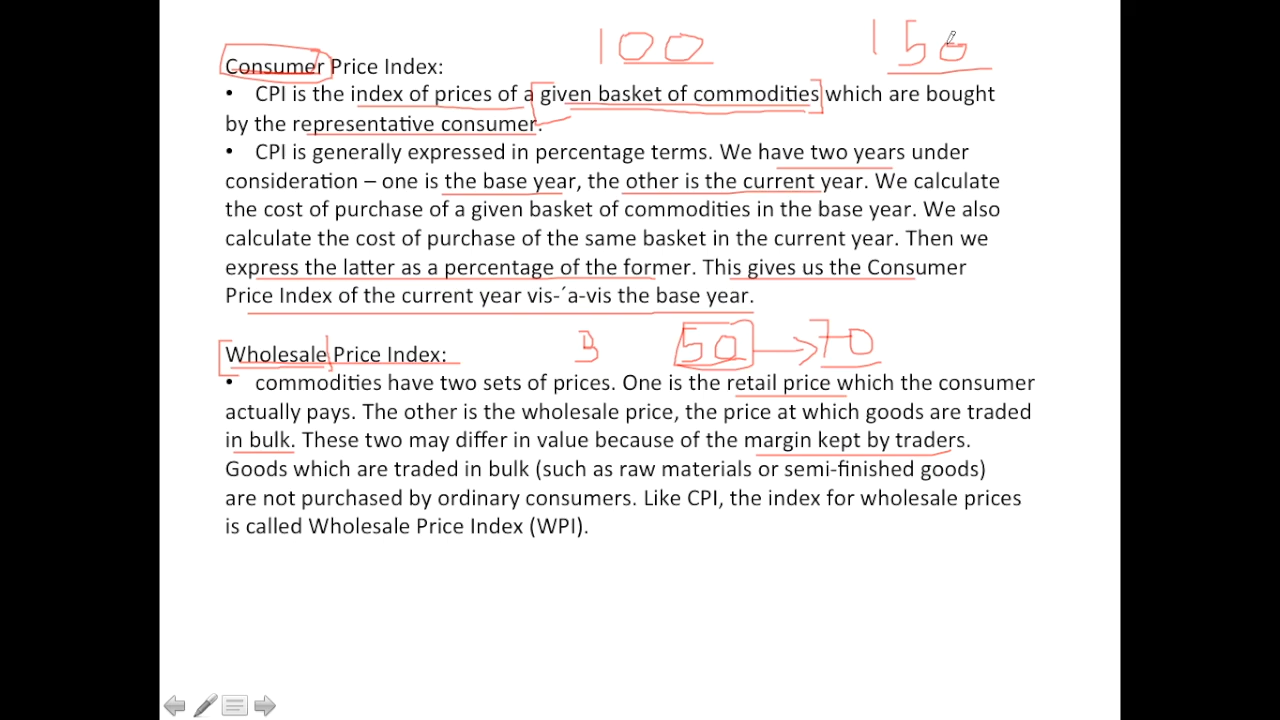 100
150
Consumer Price Index:
• CPI is the index of prices of a given basket of commodities which are bought
by the representative consumer.
• CPI is generally expressed in percentage terms. We have two years under
consideration – one is the base year, the other is the current year. We calculate
the cost of purchase of a given basket of commodities in the base year. We also
calculate the cost of purchase of the same basket in the current year. Then we
express the latter as a percentage of the former. This gives us the Consumer
Price Index of the current year vis-´a-vis the base year.
B 50 → 70
Wholesale Price Index:
• commodities have two sets of prices. One is the retail price which the consumer
actually pays. The other is the wholesale price, the price at which goods are traded
in bulk. These two may differ in value because of the margin kept by traders.
Goods which are traded in bulk (such as raw materials or semi-finished goods)
are not purchased by ordinary consumers. Like CPI, the index for wholesale prices
is called Wholesale Price Index (WPI).